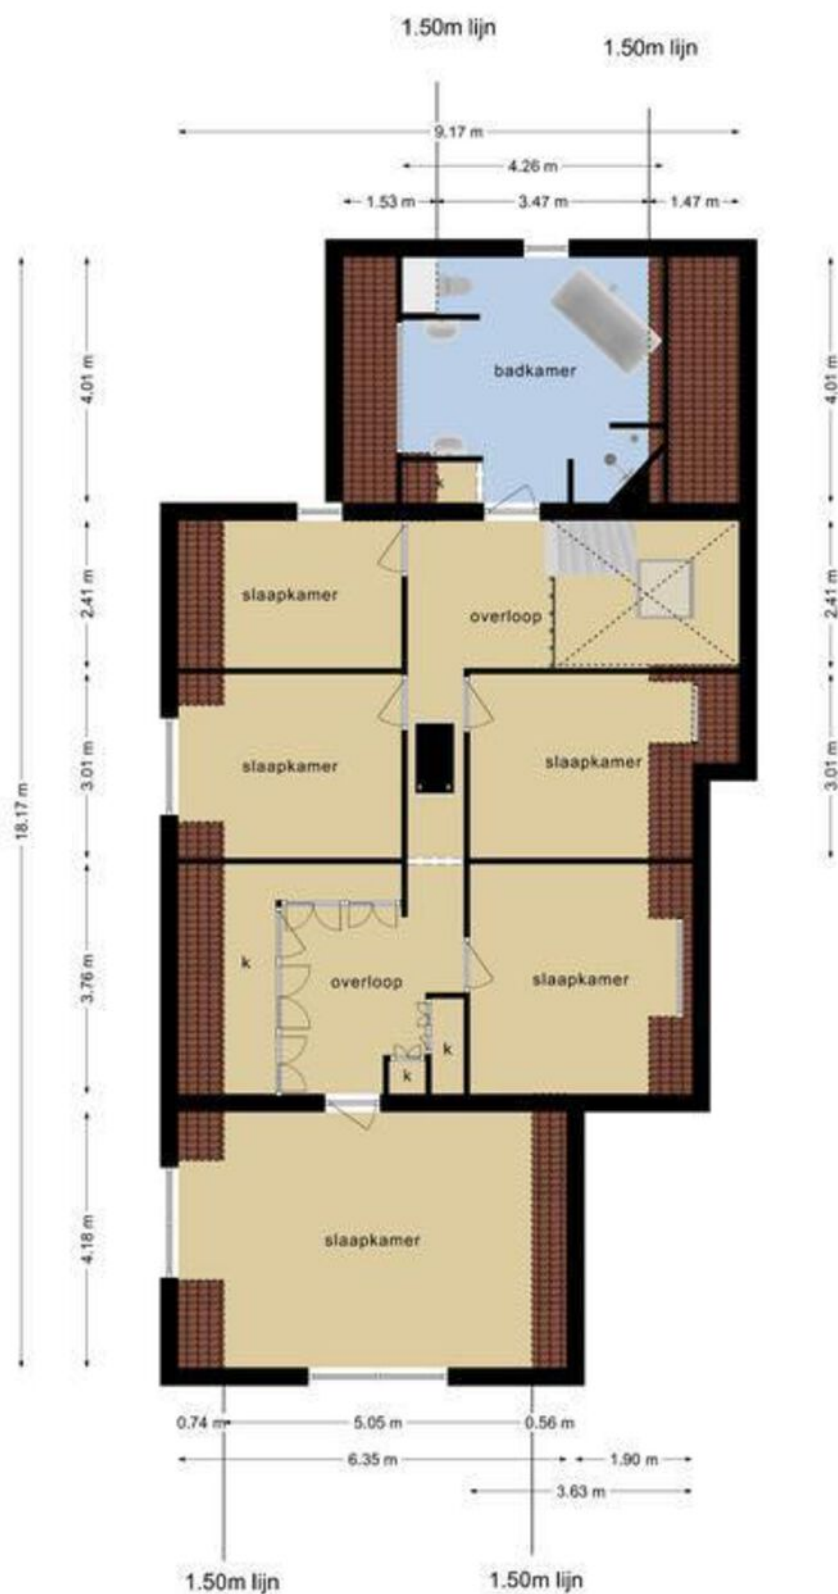 1.50m lijn
1.50m lijn
9.17 m
4.26 m
1.53 m
3.47 m
1.47 m
4.01 m
4.01 m
badkamer
k
2.41 m
2.41 m
slaapkamer
overloop
3.01 m
3.01 m
slaapkamer
slaapkamer
18.17 m
3.76 m
k
overloop
slaapkamer
k
k
4.18 m
slaapkamer
0.74 m
5.05 m
0.56 m
6.35 m
1.90 m
3.63 m
1.50m lijn
1.50m lijn